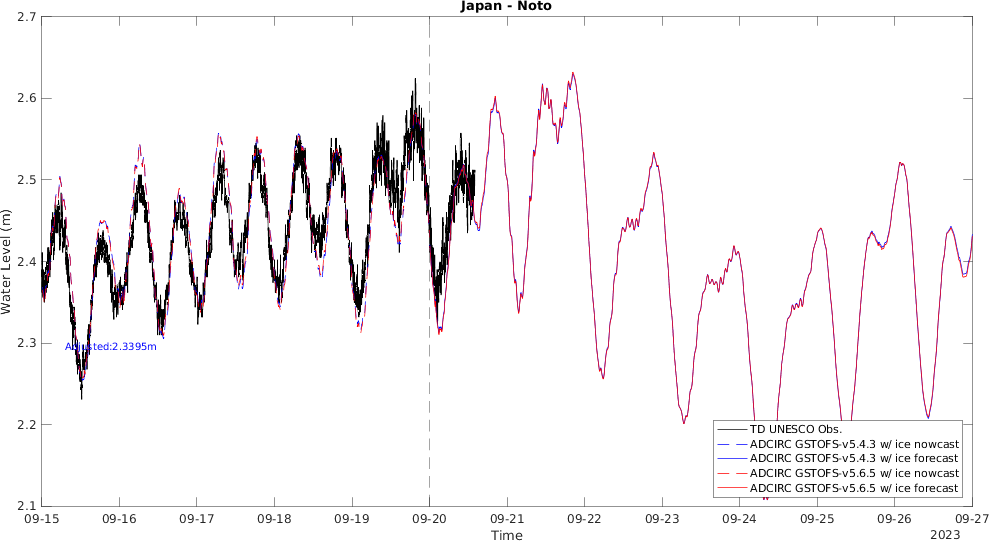 Japan - Noto
2.7
2.6
2.5
2.4
2.3
2.2
2.1
Water Level (m)
Adjusted:2.3395m
TD UNESCO Obs.
ADCIRC GSTOFS-v5.4.3 w/ ice nowcast
ADCIRC GSTOFS-v5.4.3 w/ ice forecast
ADCIRC GSTOFS-v5.6.5 w/ ice nowcast
ADCIRC GSTOFS-v5.6.5 w/ ice forecast
09-15 09-16 09-17 09-18 09-19 09-20 09-21 09-22 09-23 09-24 09-25 09-26 09-27
Time
2023